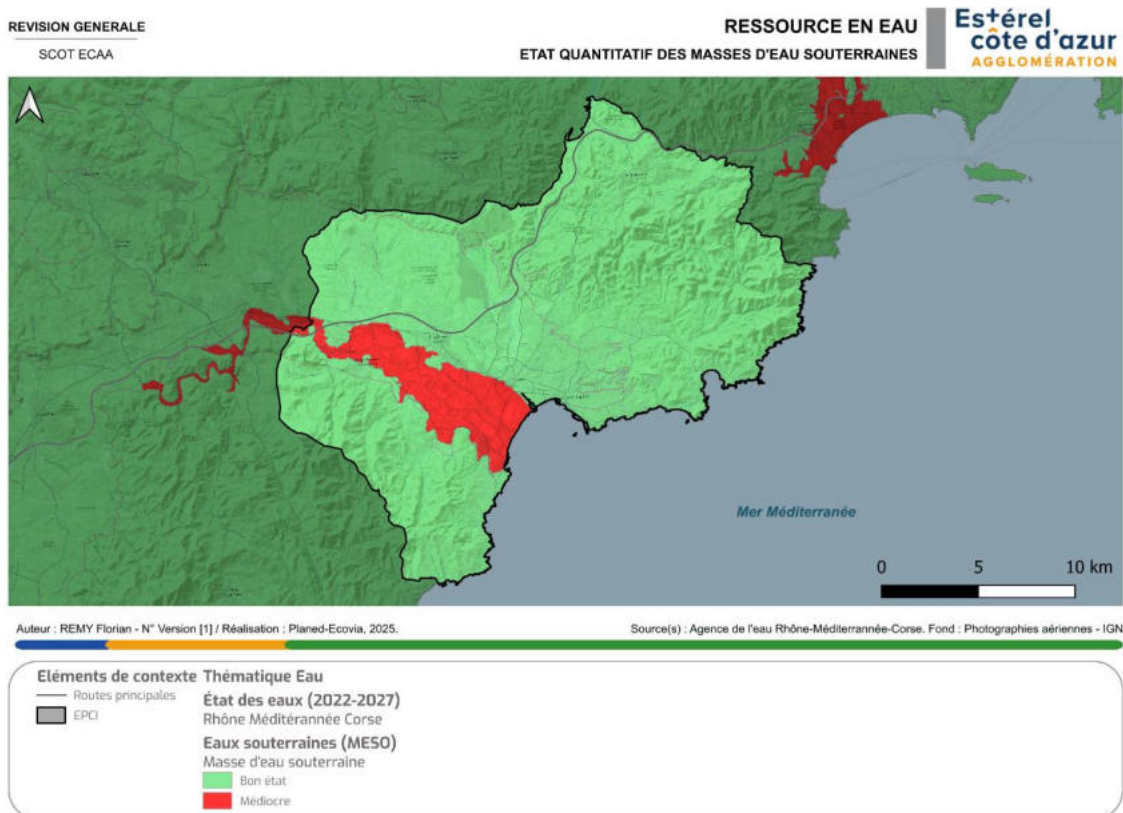 REVISION GENERALE
SCOT ECAA
RESSOURCE EN EAU
ETAT QUANTITATIF DES MASSES D'EAU SOUTERRAINES
Estérel
côte d'azur
AGGLOMÉRATION
Mer Méditerranée
0 5 10 km
Auteur : REMY Florian - N° Version [1] / Réalisation : Planed-Ecovia, 2025.
Source(s) : Agence de l'eau Rhône-Méditerrannée-Corse. Fond : Photographies aériennes - IGN
Eléments de contexte
Routes principales
EPCI
Thématique Eau
État des eaux (2022-2027)
Rhône Méditérannée Corse
Eaux souterraines (MESO)
Masse d'eau souterraine
Bon état
Médiocre